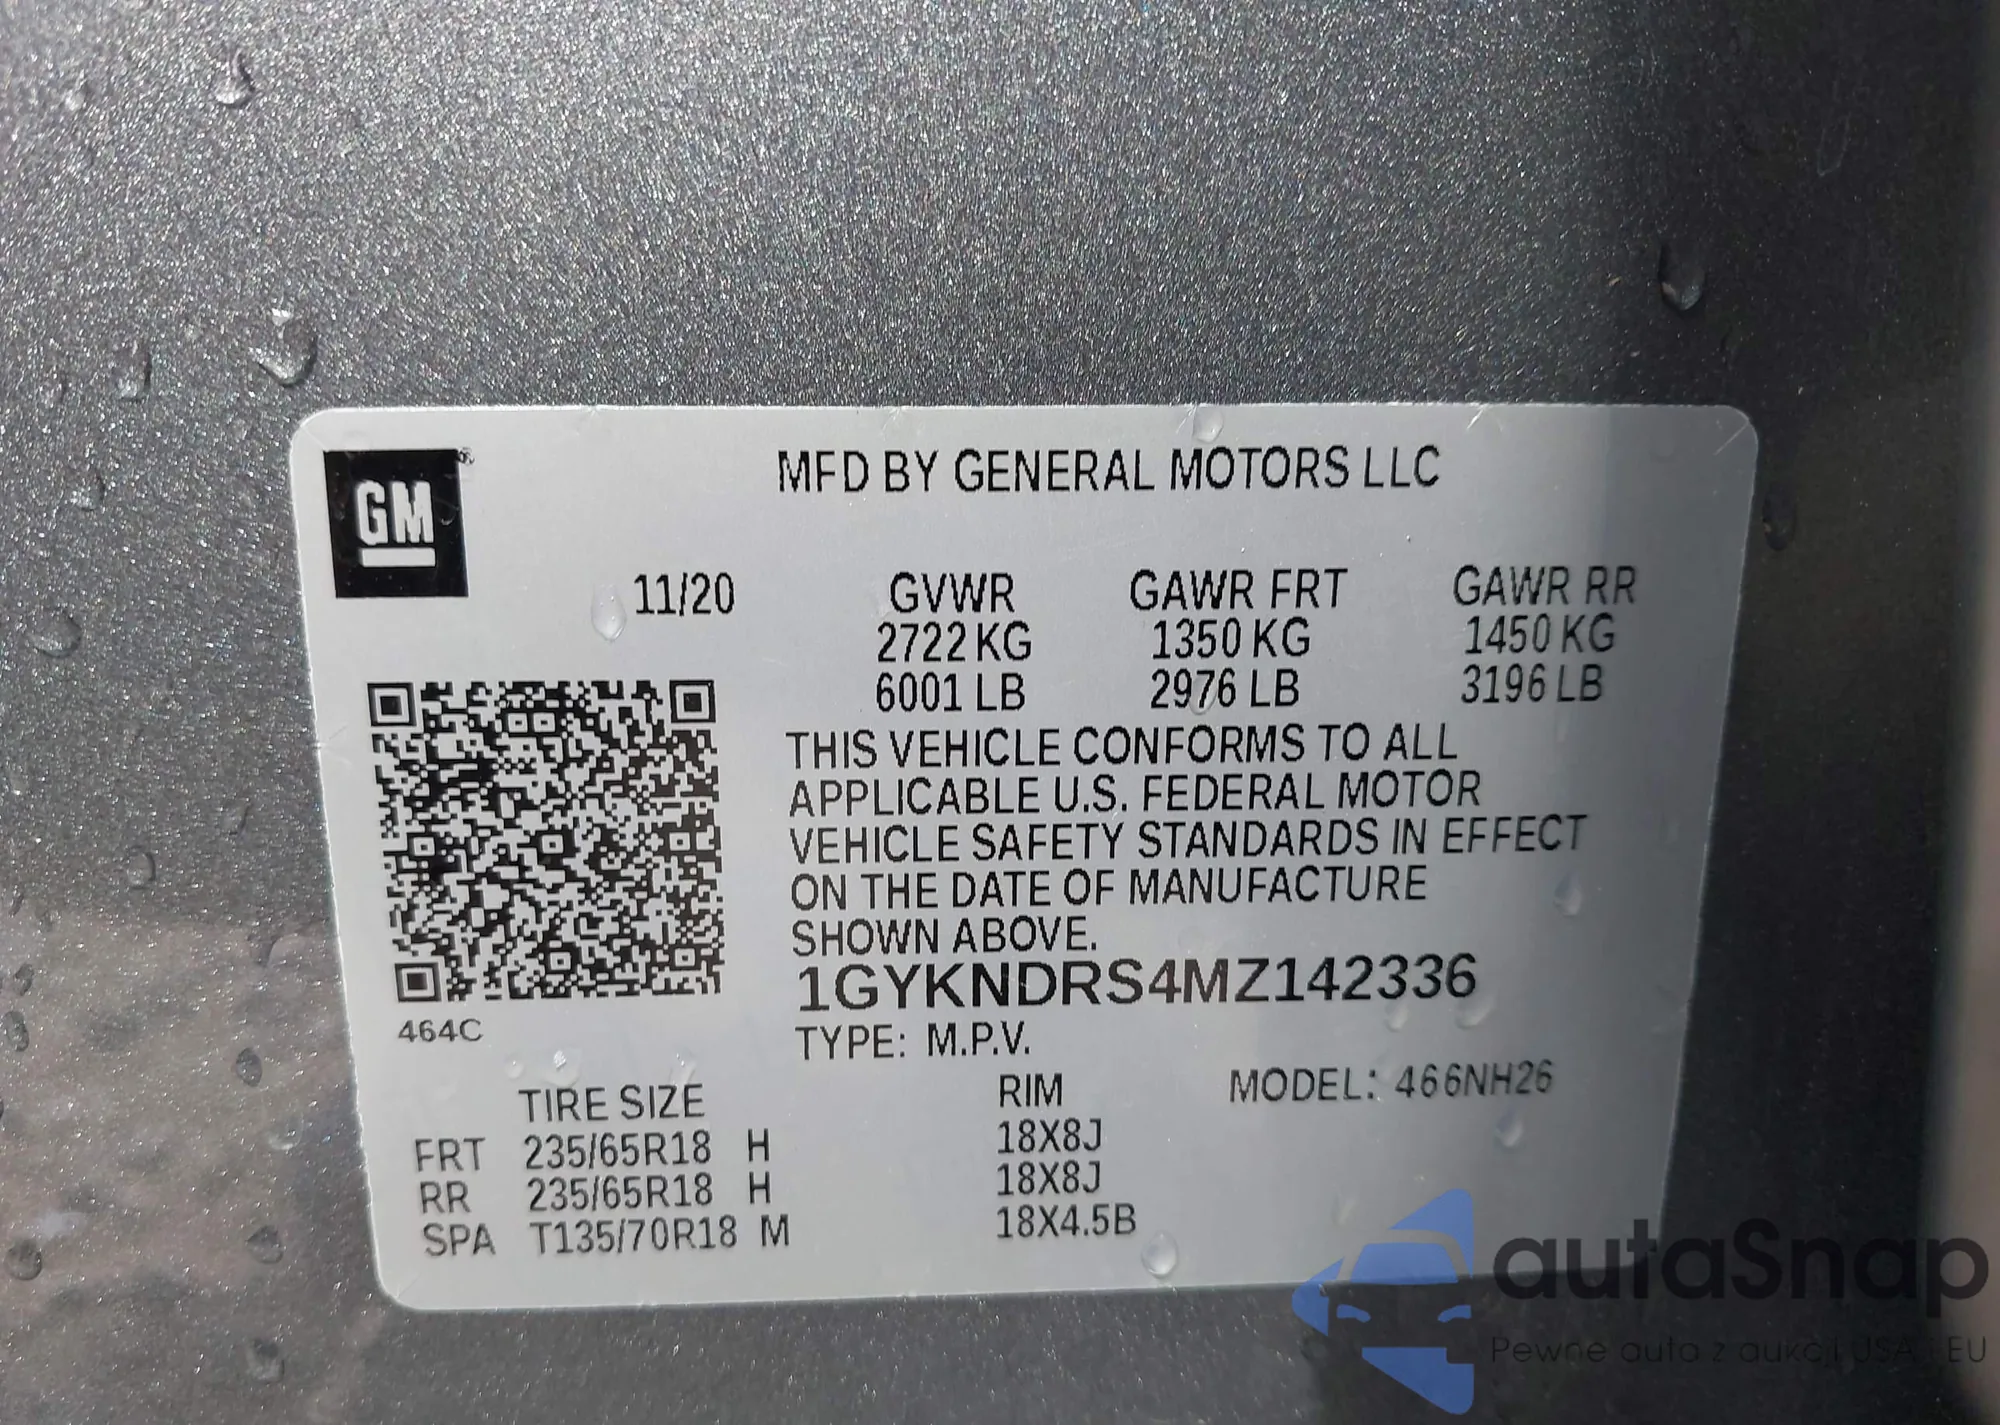 GM
MFD BY GENERAL MOTORS LLC
11/20 GVWR GAWR FRT GAWR RR
2722 KG 1350 KG 1450 KG
6001 LB 2976 LB 3196 LB
THIS VEHICLE CONFORMS TO ALL
APPLICABLE U.S. FEDERAL MOTOR
VEHICLE SAFETY STANDARDS IN EFFECT
ON THE DATE OF MANUFACTURE
SHOWN ABOVE.
1GYKNDRS4MZ142336
464C
TYPE: M.P.V.
TIRE SIZE RIM MODEL: 466NH26
FRT 235/65R18 H 18X8J
RR 235/65R18 H 18X8J
SPA T135/70R18 M 18X4.5B
autaSnap
Pewne auta z aukcji USA i EU